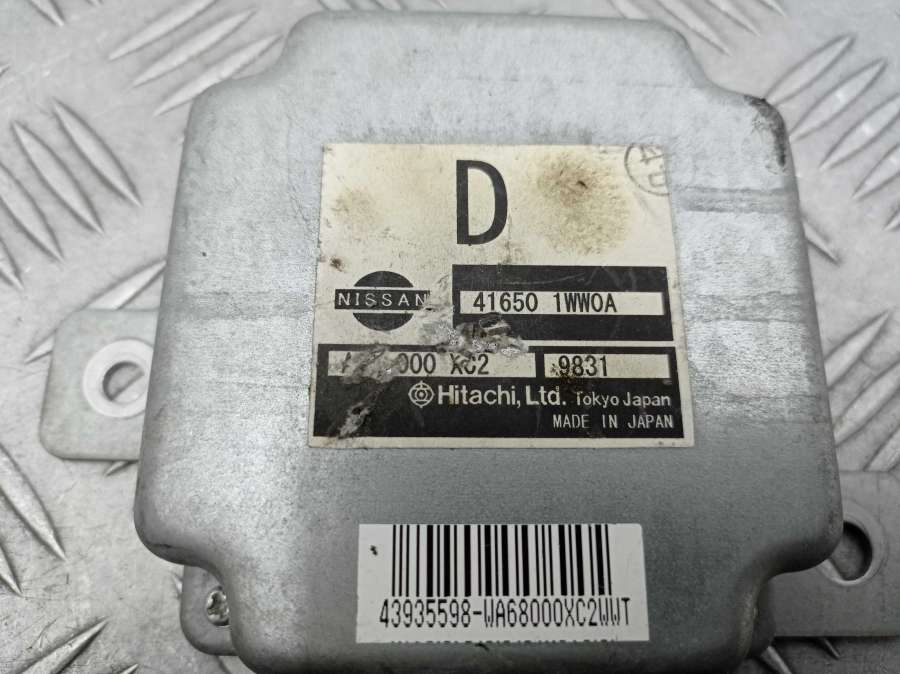 D
NISSAN
41650 1WW0A
000 XC2 9831
Hitachi, Ltd. Tokyo Japan
MADE IN JAPAN
43935598-WA68000XC2WWT